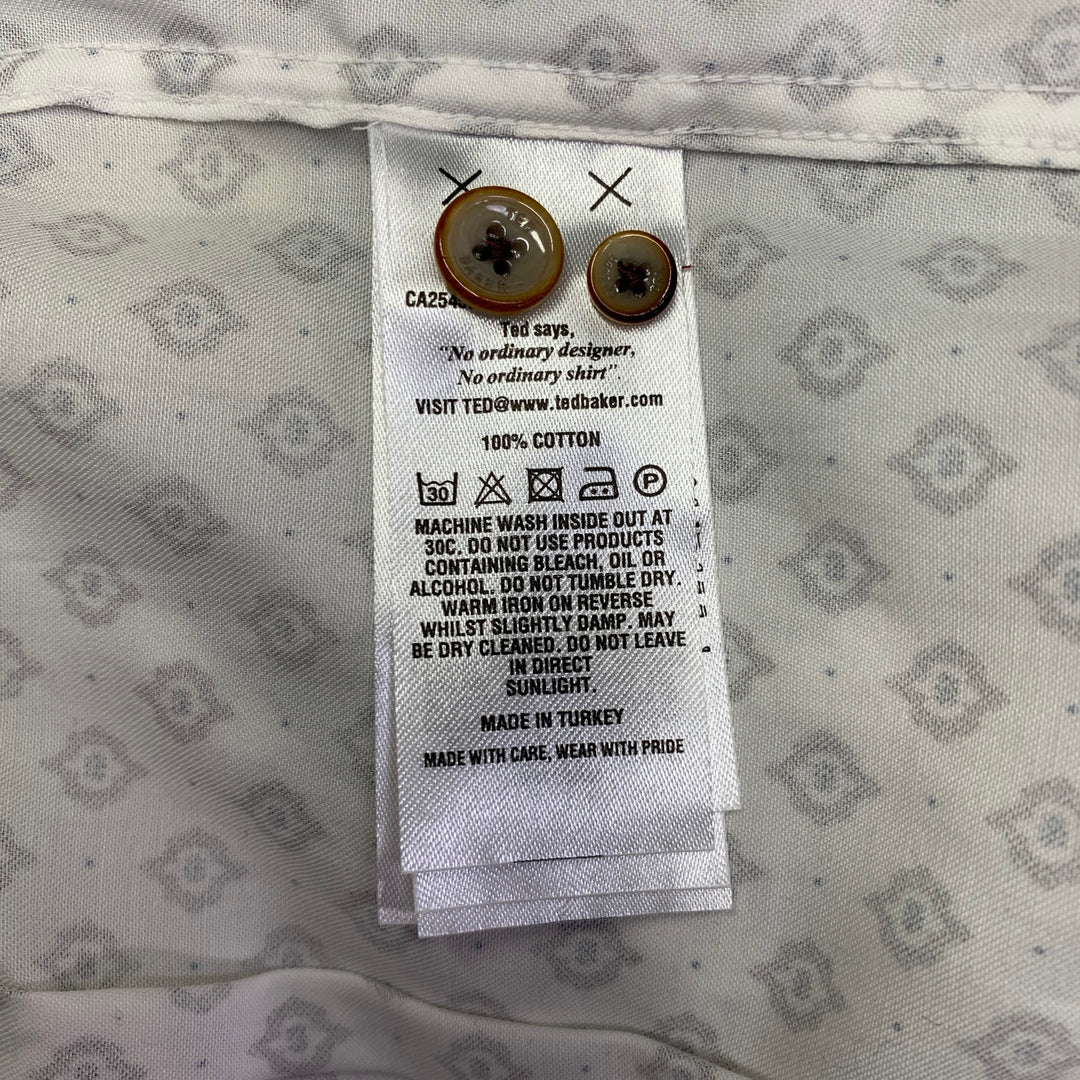 Ted says,
"No ordinary designer,
No ordinary shirt".
VISIT TED@www.tedbaker.com
100% COTTON
30 P
MACHINE WASH INSIDE OUT AT
30C. DO NOT USE PRODUCTS
CONTAINING BLEACH, OIL OR
ALCOHOL. DO NOT TUMBLE DRY.
WARM IRON ON REVERSE
WHILST SLIGHTLY DAMP. MAY
BE DRY CLEANED. DO NOT LEAVE
IN DIRECT
SUNLIGHT.
MADE IN TURKEY
MADE WITH CARE, WEAR WITH PRIDE